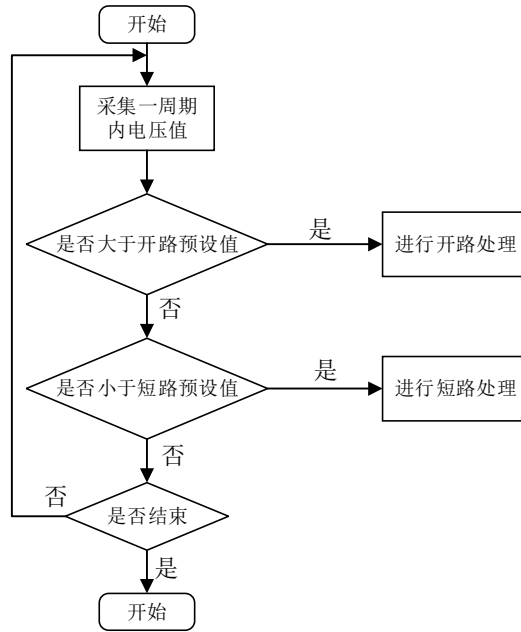 开始
采集一周期
内电压值
是否大于开路预设值
是
进行开路处理
否
是否小于短路预设值
是
进行短路处理
否
否
是否结束
是
开始